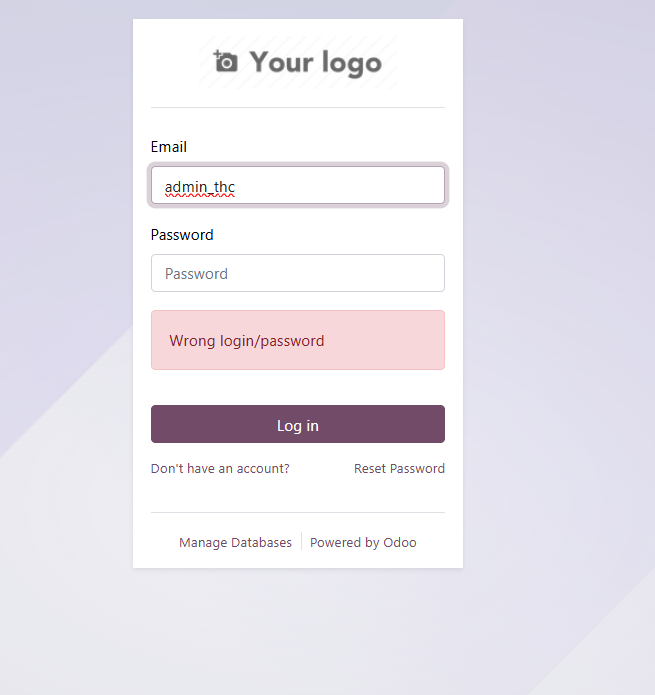 Your logo
Email
admin_thc
Password
Password
Wrong login/password
Log in
Don't have an account? Reset Password
Manage Databases Powered by Odoo